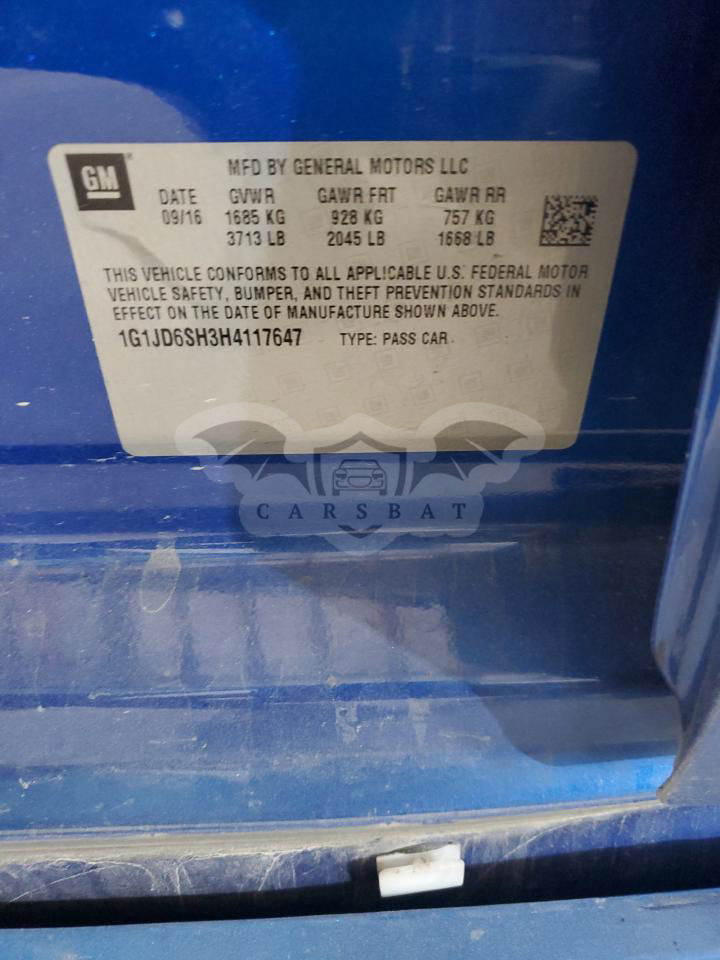 GM
MFD BY GENERAL MOTORS LLC
DATE GVWR GAWR FRT GAWR RR
09/16 1685 KG 928 KG 757 KG
3713 LB 2045 LB 1668 LB
THIS VEHICLE CONFORMS TO ALL APPLICABLE U.S. FEDERAL MOTOR
VEHICLE SAFETY, BUMPER, AND THEFT PREVENTION STANDARDS IN
EFFECT ON THE DATE OF MANUFACTURE SHOWN ABOVE.
1G1JD6SH3H4117647 TYPE: PASS CAR
CARSBAT